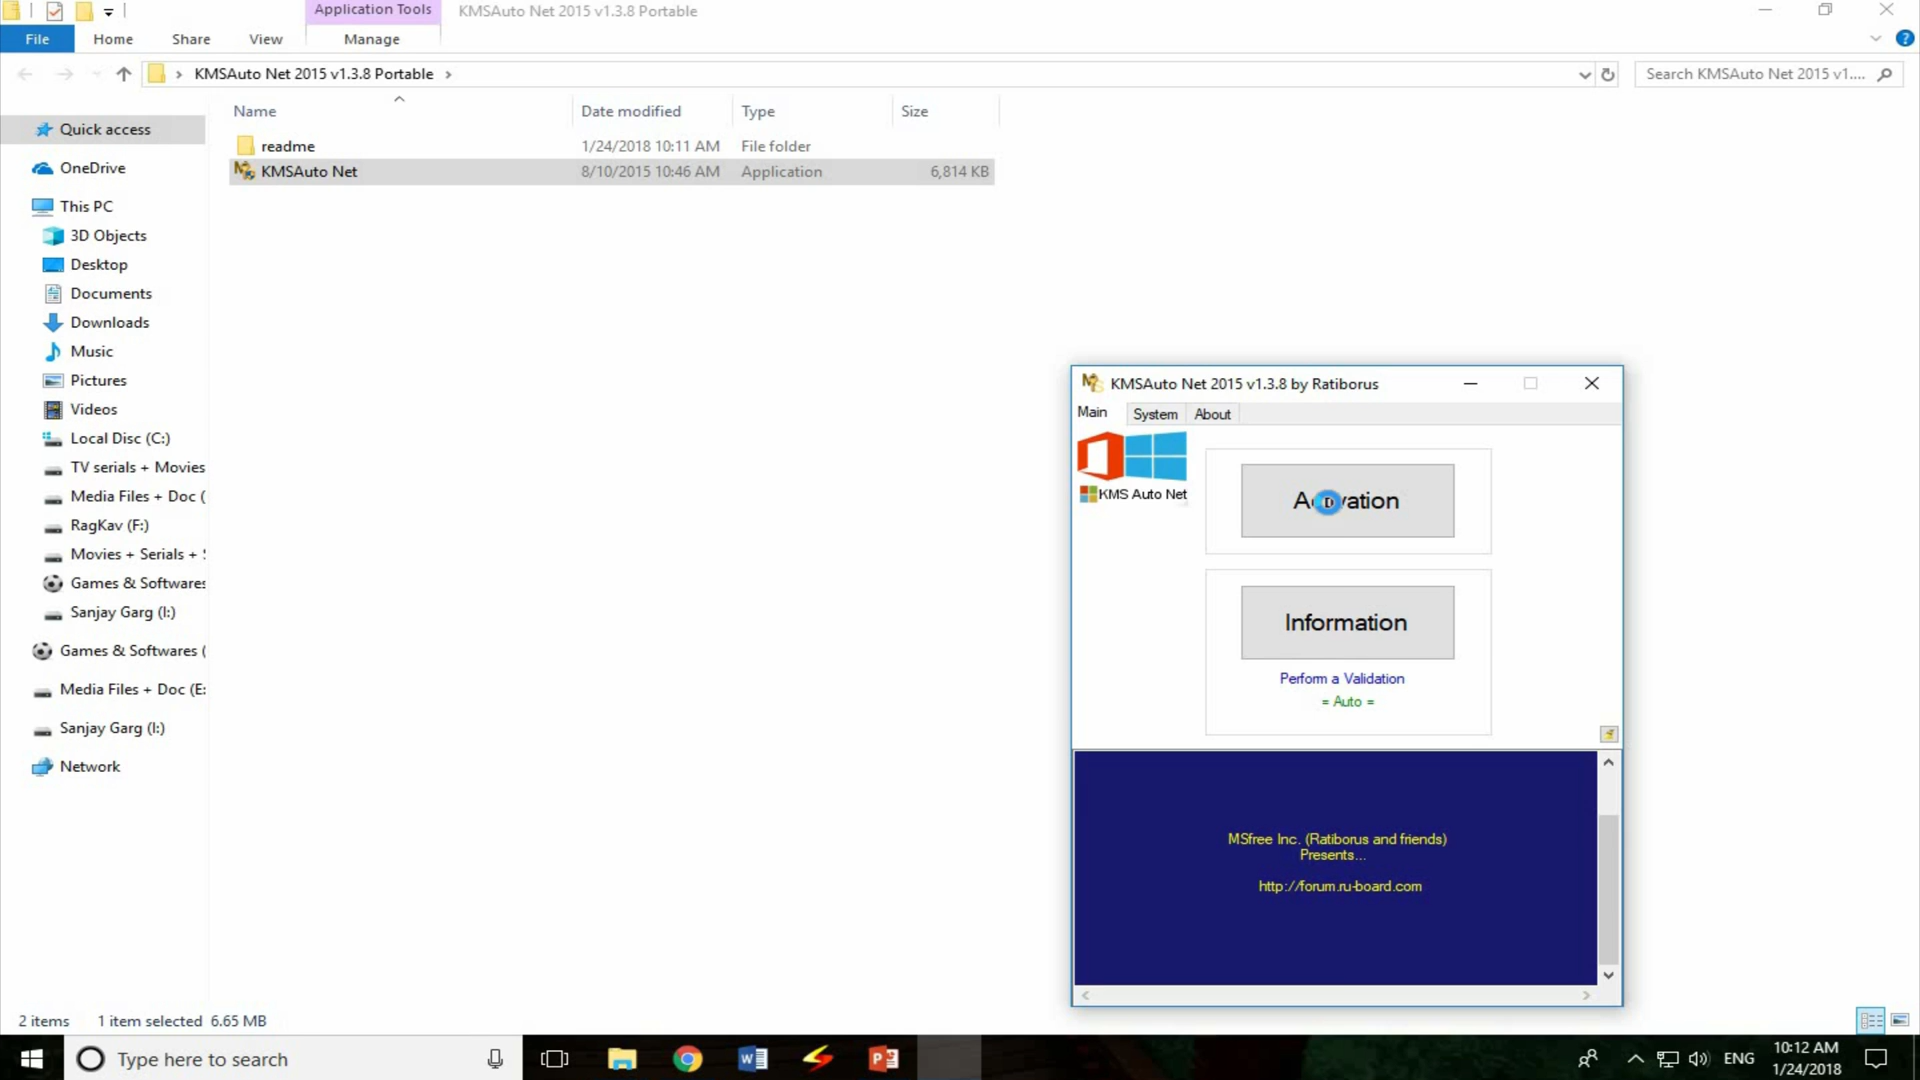 Application Tools
KMSAuto Net 2015 v1.3.8 Portable
File Home Share View Manage
KMSAuto Net 2015 v1.3.8 Portable
Search KMSAuto Net 2015 v1....
Name Date modified Type Size
readme 1/24/2018 10:11 AM File folder
KMSAuto Net 8/10/2015 10:46 AM Application 6,814 KB
Quick access
OneDrive
This PC
3D Objects
Desktop
Documents
Downloads
Music
Pictures
Videos
Local Disc (C:)
TV serials + Movies
Media Files + Doc (
RagKav (F:)
Movies + Serials +
Games & Softwares
Sanjay Garg (I:)
Games & Softwares (
Media Files + Doc (E:
Sanjay Garg (I:)
Network
KMSAuto Net 2015 v1.3.8 by Ratiborus
Main System About
KMS Auto Net
Information
Perform a Validation
= Auto =
MSfree Inc. (Ratiborus and friends)
Presents...
http://forum.ru-board.com
2 items 1 item selected 6.65 MB
Type here to search
ENG
10:12 AM
1/24/2018